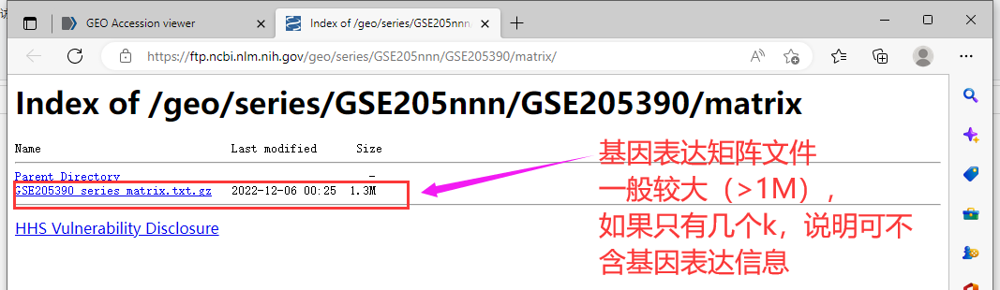 GEO Accession viewer
Index of /geo/series/GSE205nnn
https://ftp.ncbi.nlm.nih.gov/geo/series/GSE205nnn/GSE205390/matrix/
Index of /geo/series/GSE205nnn/GSE205390/matrix
Name Last modified Size
Parent Directory -
GSE205390_series_matrix.txt.gz 2022-12-06 00:25 1.3M
HHS Vulnerability Disclosure
基因表达矩阵文件
一般较大（>1M），
如果只有几个k，说明可不
含基因表达信息